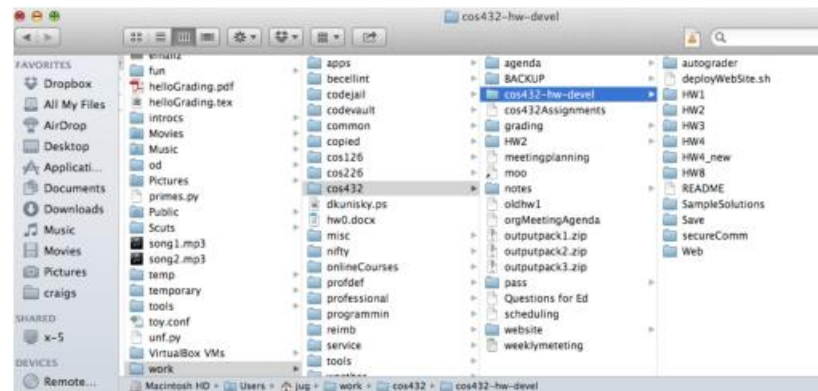 cos432-hw-devel
FAVORITES
Dropbox
All My Files
AirDrop
Desktop
Applicati...
Documents
Downloads
Music
Movies
Pictures
craigs
SHARED
x-5
DEVICES
Remote...
email2
fun
helloGrading.pdf
helloGrading.tex
introcs
Movies
Music
od
Pictures
primes.py
Public
Scuts
song1.mp3
song2.mp3
temp
temporary
tools
toy.conf
unf.py
VirtualBox VMs
work
apps
becellint
codejail
codevault
common
copied
cos126
cos226
cos432
dkunisky.ps
hw0.docx
misc
nifty
onlineCourses
profdef
professional
programmin
reimb
service
tools
agenda
BACKUP
cos432-hw-devel
cos432Assignments
grading
HW2
meetingplanning
moo
notes
oldhw1
orgMeetingAgenda
outputpack1.zip
outputpack2.zip
outputpack3.zip
pass
Questions for Ed
scheduling
website
weeklymeteting
autograder
deployWebSite.sh
HW1
HW2
HW3
HW4
HW4_new
HW8
README
SampleSolutions
Save
secureComm
Web
Macintosh HD Users jug work cos432 cos432-hw-devel